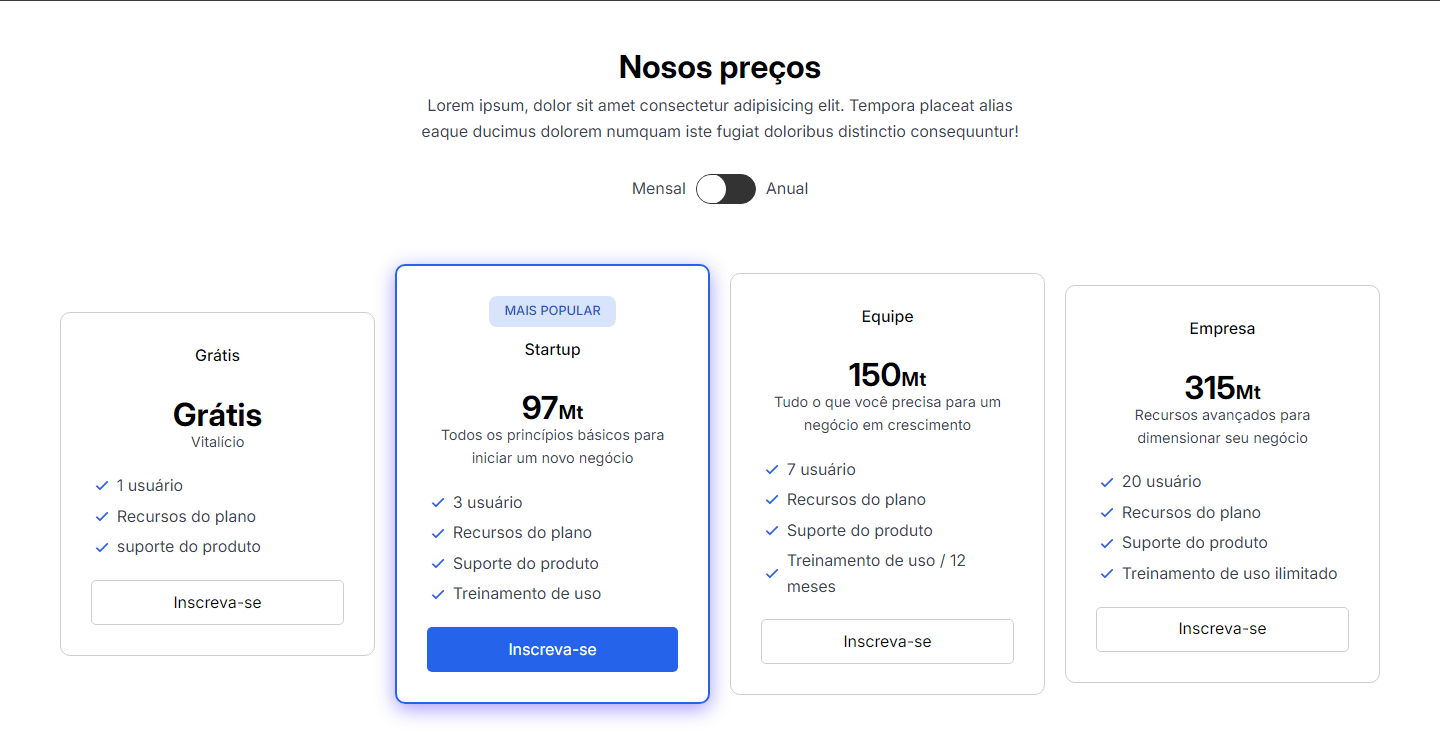 Nosos preços
Lorem ipsum, dolor sit amet consectetur adipisicing elit. Tempora placeat alias
eaque ducimus dolorem numquam iste fugiat doloribus distinctio consequuntur!
Mensal Anual
Grátis
Grátis
Vitalício
1 usuário
Recursos do plano
suporte do produto
Inscreva-se
MAIS POPULAR
Startup
97Mt
Todos os princípios básicos para
iniciar um novo negócio
3 usuário
Recursos do plano
Suporte do produto
Treinamento de uso
Inscreva-se
Equipe
150Mt
Tudo o que você precisa para um
negócio em crescimento
7 usuário
Recursos do plano
Suporte do produto
Treinamento de uso / 12
meses
Inscreva-se
Empresa
315Mt
Recursos avançados para
dimensionar seu negócio
20 usuário
Recursos do plano
Suporte do produto
Treinamento de uso ilimitado
Inscreva-se